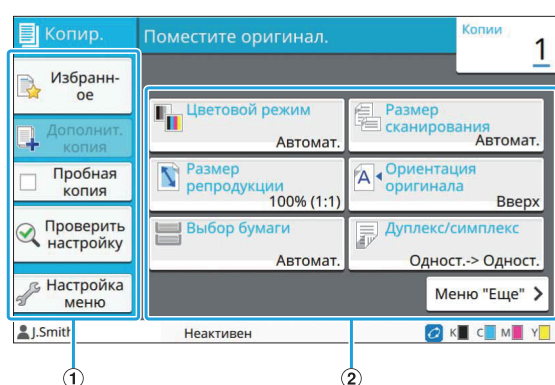 Копир.
Поместите оригинал.
Копии
1
Избранн-
ое
Дополнит.
копия
Пробная
копия
Проверить
настройку
Настройка
меню
Цветовой режим
Автомат.
Размер
сканирования
Автомат.
Размер
репродукции
100% (1:1)
Ориентация
оригинала
Вверх
Выбор бумаги
Автомат.
Дуплекс/симплекс
Одност.-> Одност.
Меню "Еще"
J.Smith
Неактивен
K C M Y
1 2